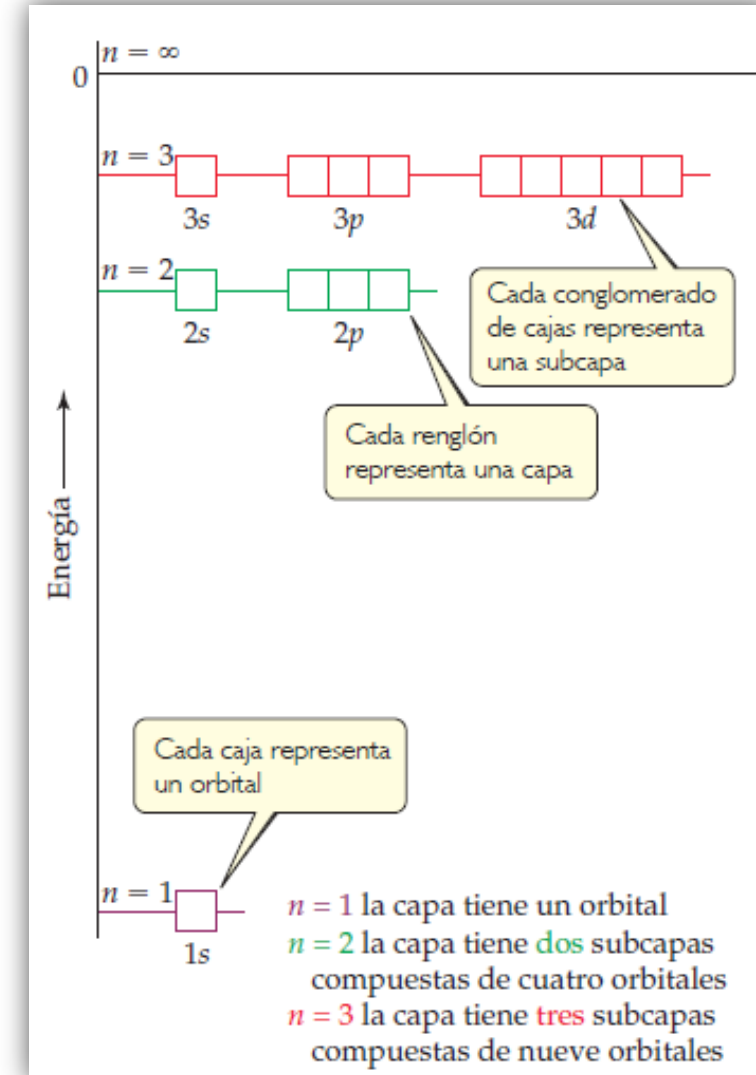 n = ∞
0
n = 3
3s
3p
3d
n = 2
2s
2p
Cada conglomerado
de cajas representa
una subcapa
Cada renglón
representa una capa
Energía
Cada caja representa
un orbital
n = 1
1s
n = 1 la capa tiene un orbital
n = 2 la capa tiene dos subcapas
compuestas de cuatro orbitales
n = 3 la capa tiene tres subcapas
compuestas de nueve orbitales